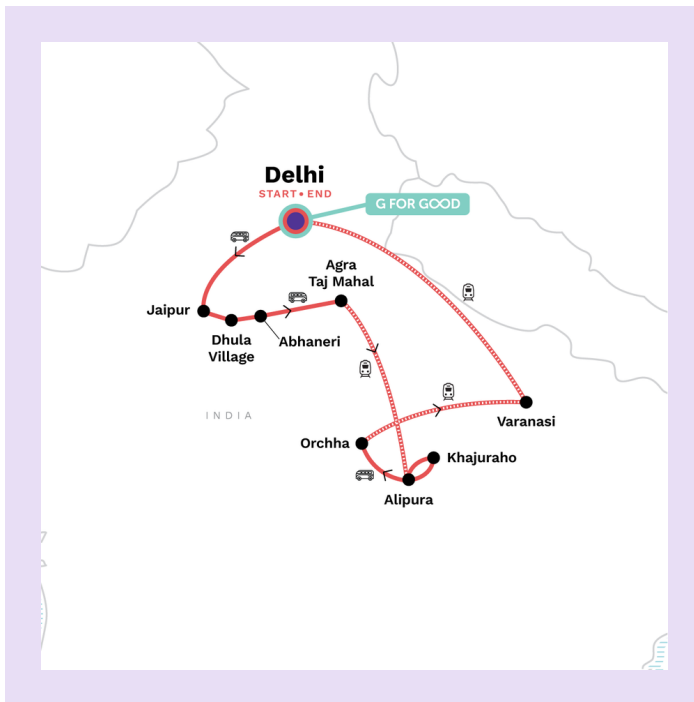 Delhi
START • END
G FOR GOOD
Agra
Taj Mahal
Jaipur
Dhula
Village
Abhaneri
INDIA
Varanasi
Orchha
Khajuraho
Alipura